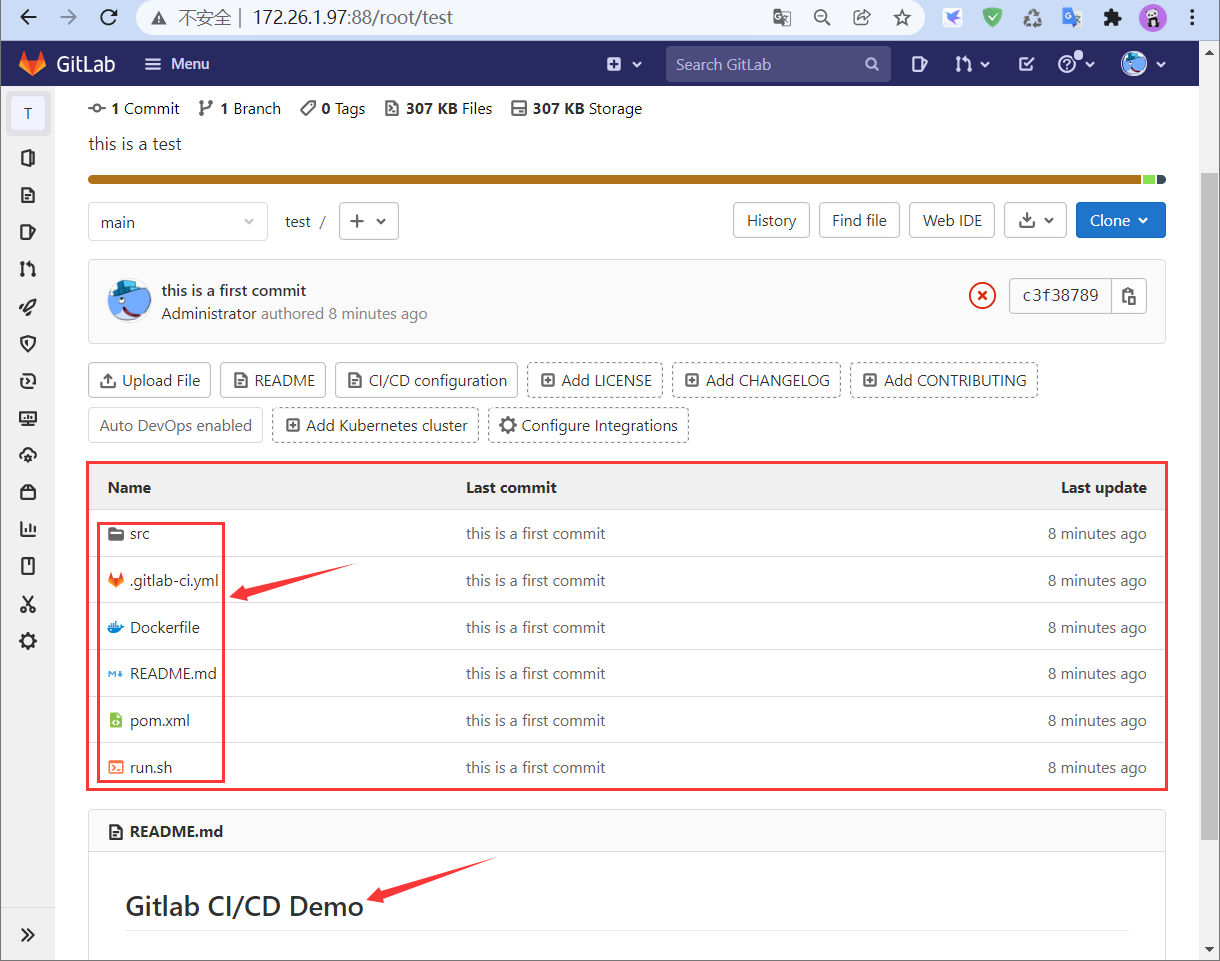 不安全 | 172.26.1.97:88/root/test
GitLab Menu Search GitLab
T
1 Commit 1 Branch 0 Tags 307 KB Files 307 KB Storage
this is a test
main test / History Find file Web IDE Clone
this is a first commit
Administrator authored 8 minutes ago
c3f38789
Upload File README CI/CD configuration Add LICENSE Add CHANGELOG Add CONTRIBUTING
Auto DevOps enabled Add Kubernetes cluster Configure Integrations
Name Last commit Last update
src this is a first commit 8 minutes ago
.gitlab-ci.yml this is a first commit 8 minutes ago
Dockerfile this is a first commit 8 minutes ago
README.md this is a first commit 8 minutes ago
pom.xml this is a first commit 8 minutes ago
run.sh this is a first commit 8 minutes ago
README.md
Gitlab CI/CD Demo